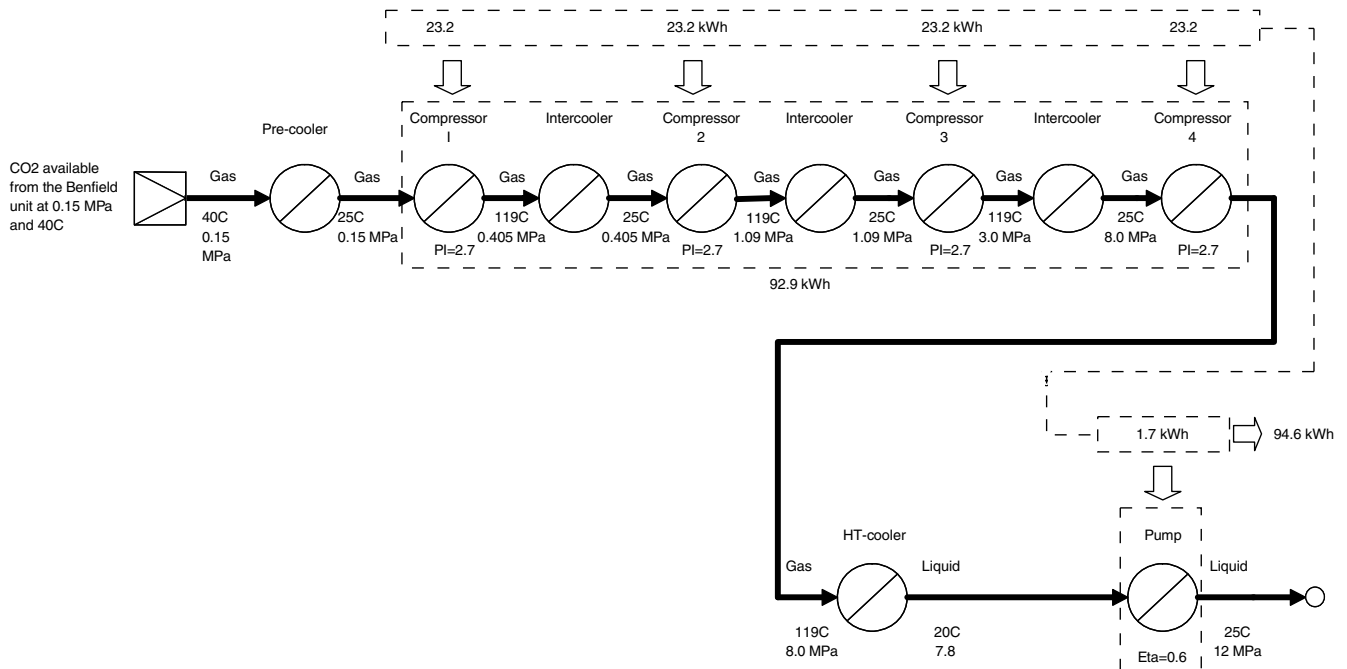 23.2
23.2 kWh
23.2 kWh
23.2
Compressor
1
Intercooler
Compressor
2
Intercooler
Compressor
3
Intercooler
Compressor
4
Pre-cooler
CO2 available
from the Benfield
unit at 0.15 MPa
and 40C
Gas
Gas
Gas
Gas
Gas
Gas
Gas
Gas
40C
0.15
MPa
25C
0.15 MPa
119C
0.405 MPa
25C
0.405 MPa
119C
1.09 MPa
25C
1.09 MPa
119C
3.0 MPa
25C
8.0 MPa
PI=2.7
PI=2.7
PI=2.7
PI=2.7
92.9 kWh
1.7 kWh
94.6 kWh
HT-cooler
Pump
Gas
Liquid
Liquid
119C
8.0 MPa
20C
7.8
Eta=0.6
25C
12 MPa